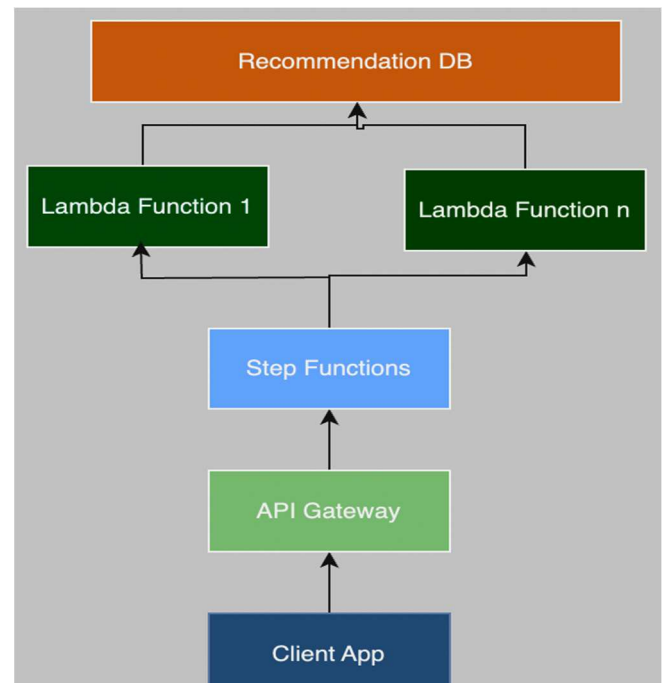 Recommendation DB
Lambda Function 1
Lambda Function n
Step Functions
API Gateway
Client App